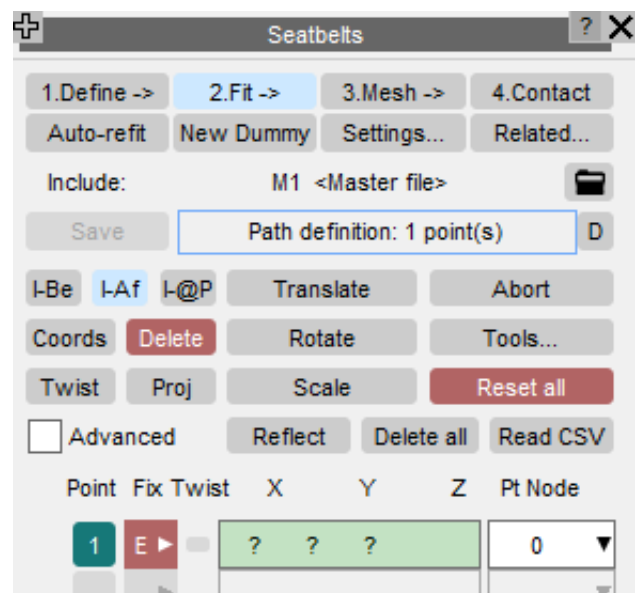 Seatbelts ?
1.Define -> 2.Fit -> 3.Mesh -> 4.Contact
Auto-refit New Dummy Settings... Related...
Include: M1 <Master file>
Save Path definition: 1 point(s) D
I-Be I-Af I-@P Translate Abort
Coords Delete Rotate Tools...
Twist Proj Scale Reset all
Advanced Reflect Delete all Read CSV
Point Fix Twist X Y Z Pt Node
1 E ? ? ? 0